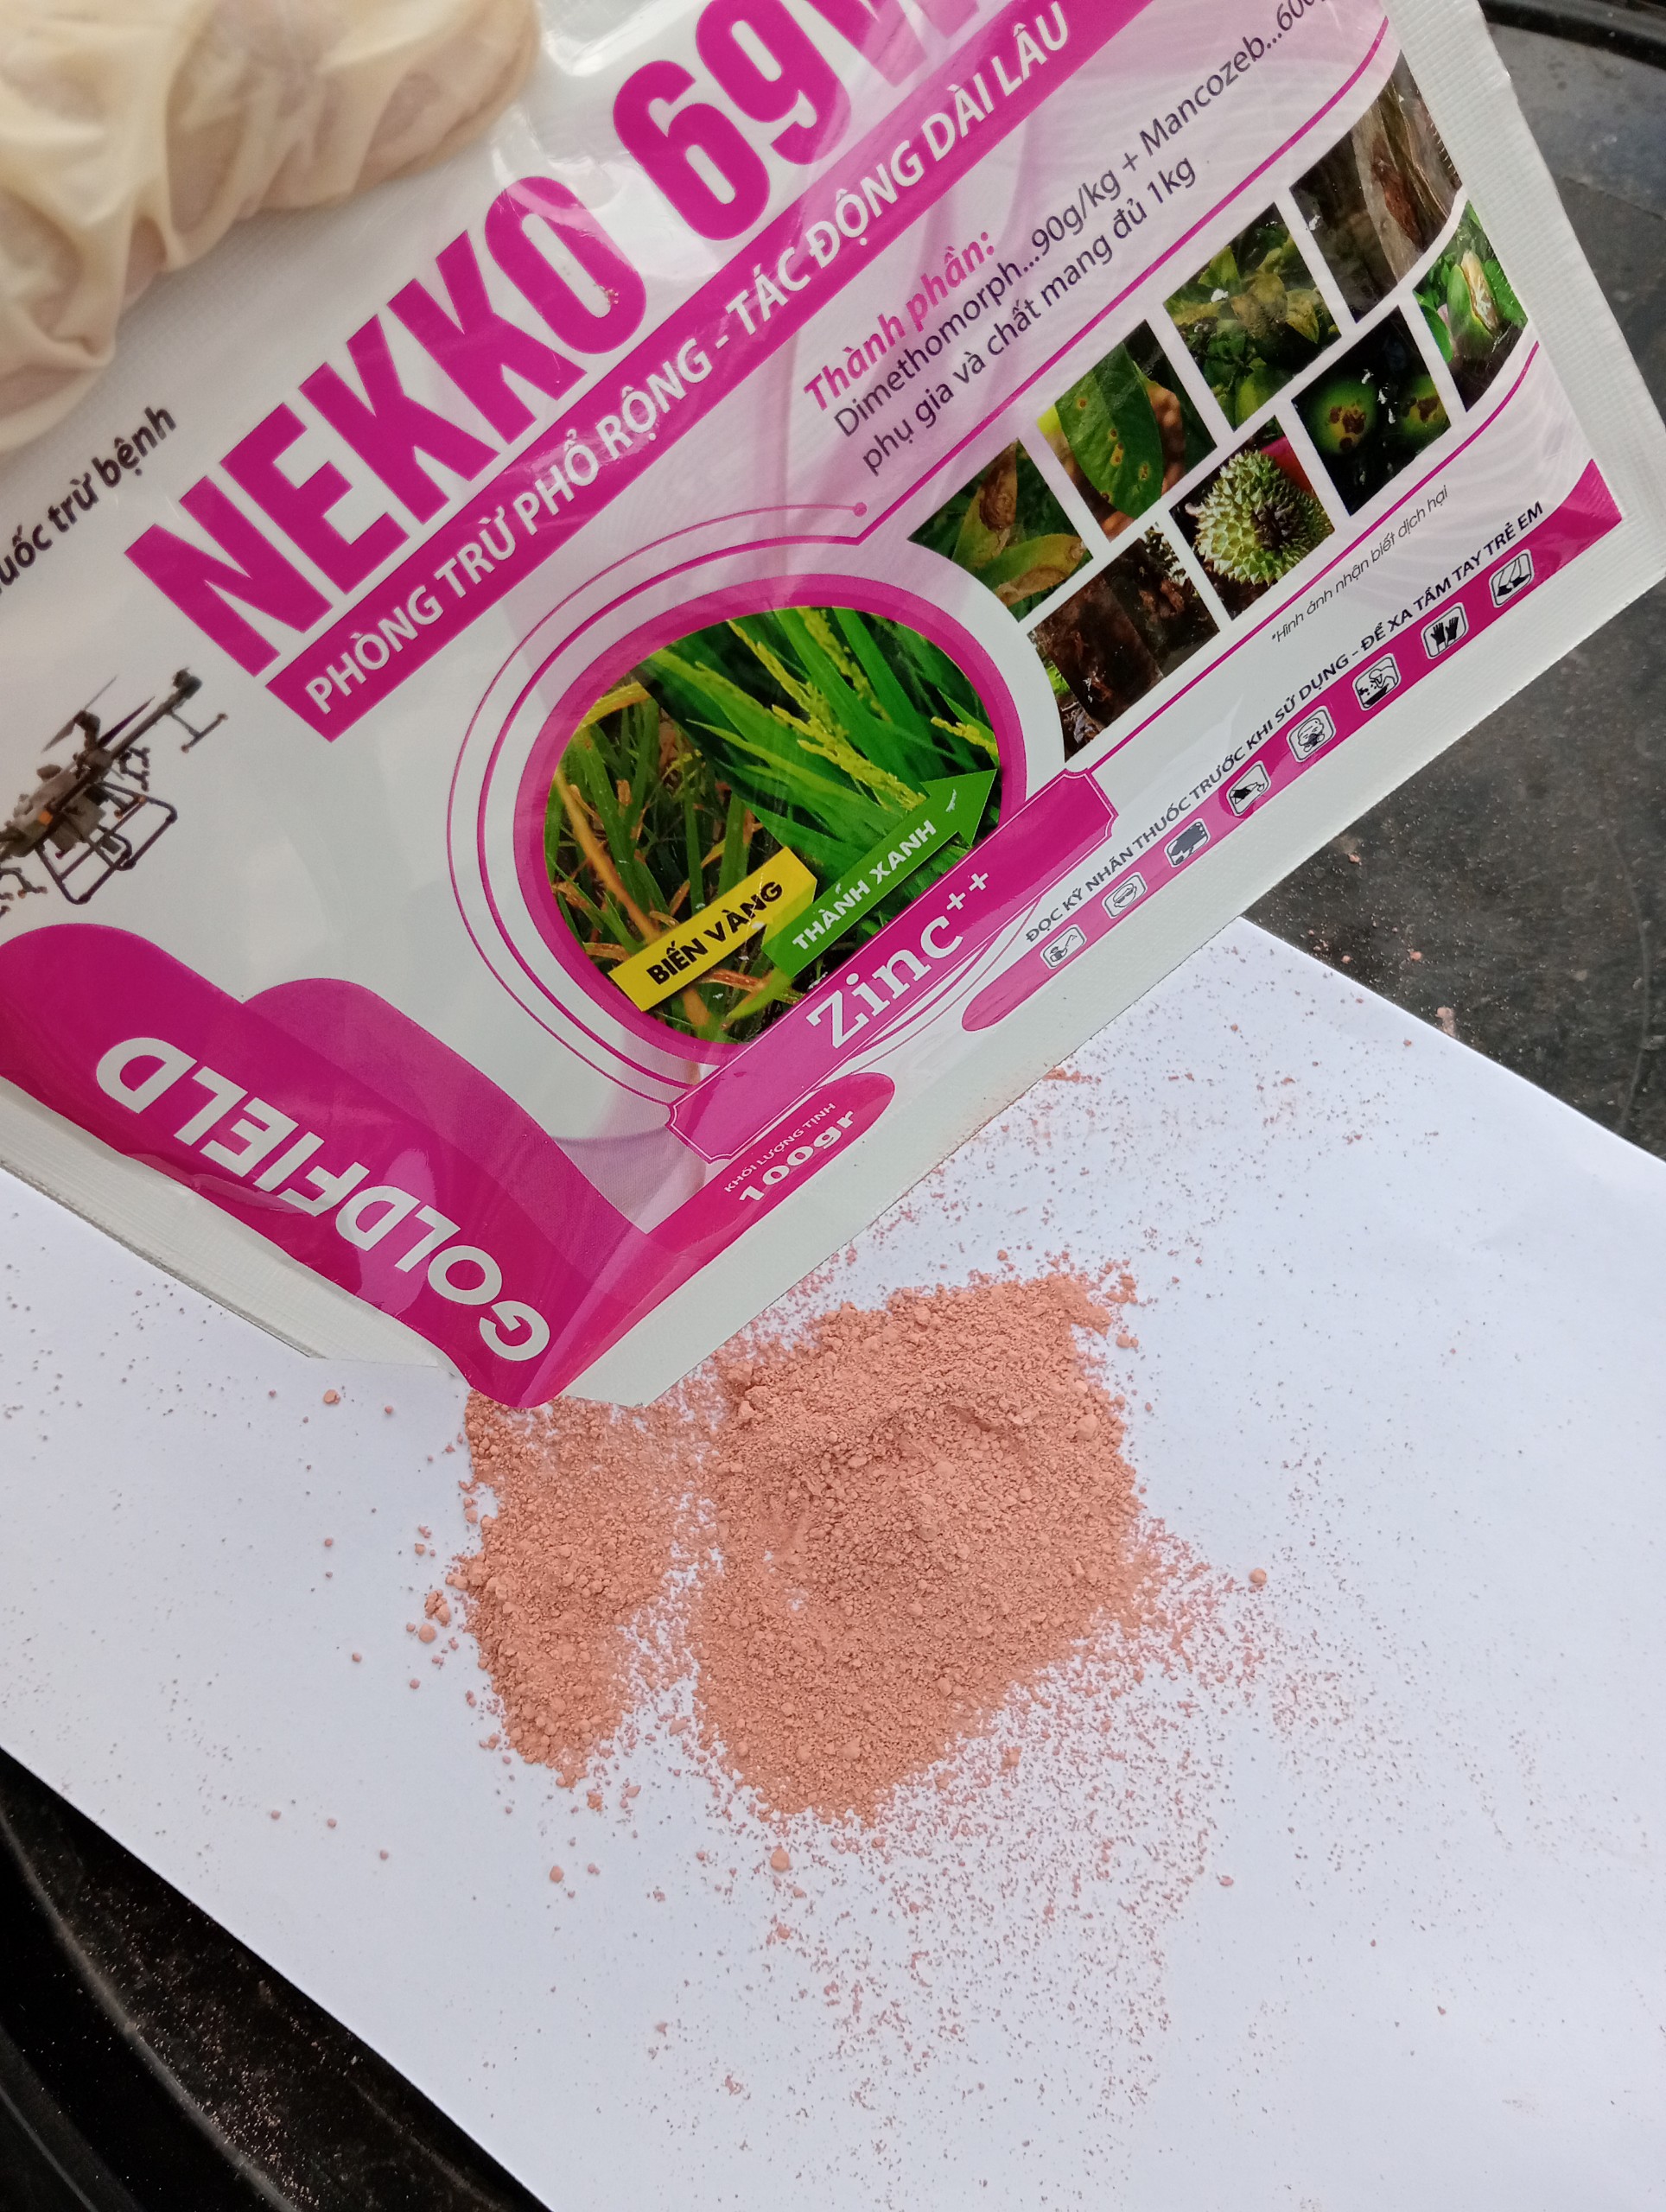 thuốc trừ bệnh
NEKKO 69
PHÒNG TRỪ PHỔ RỘNG - TÁC ĐỘNG DÀI LÂU
Thành phần:
Dimethomorph...90g/kg + Mancozeb...600
phụ gia và chất mang đủ 1kg
*Hình ảnh nhận biết dịch hại
BIẾN VÀNG
THÀNH XANH
Zinc++
ĐỌC KỸ NHÃN THUỐC TRƯỚC KHI SỬ DỤNG - ĐỂ XA TẦM TAY TRẺ EM
KHỐI LƯỢNG TỊNH
100gr
GOLDFIELD